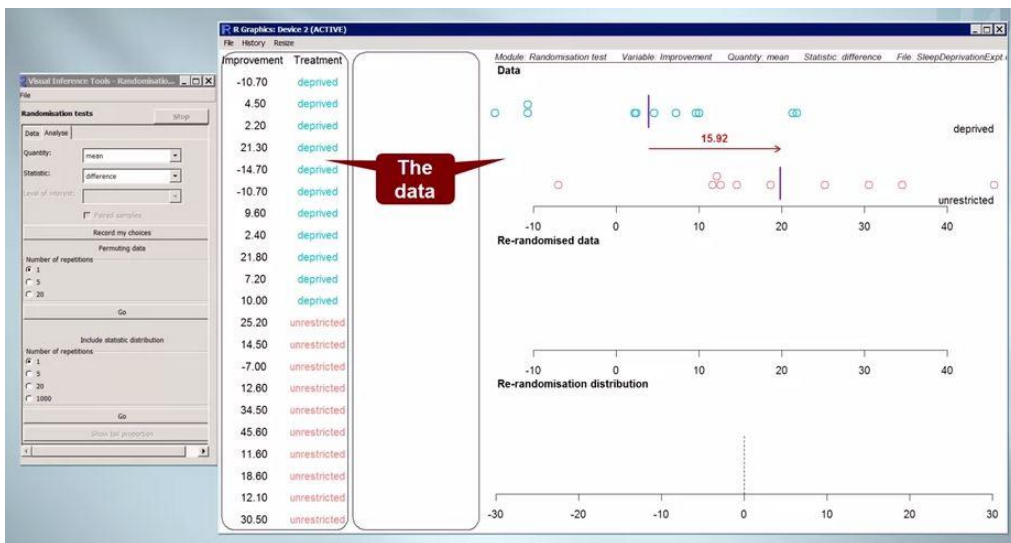 Visual Inference Tools - Randomisatio...
File
Randomisation tests
Stop
Data Analyse
Quantity: mean
Statistic: difference
Level of interest:
Paired samples
Record my choices
Permuting data
Number of repetitions
1
5
20
Go
Include statistic distribution
Number of repetitions
1
5
20
1000
Go
Show tail proportion
R Graphics: Device 2 (ACTIVE)
File History Resize
Improvement Treatment
-10.70 deprived
4.50 deprived
2.20 deprived
21.30 deprived
-14.70 deprived
-10.70 deprived
9.60 deprived
2.40 deprived
21.80 deprived
7.20 deprived
10.00 deprived
25.20 unrestricted
14.50 unrestricted
-7.00 unrestricted
12.60 unrestricted
34.50 unrestricted
45.60 unrestricted
11.60 unrestricted
18.60 unrestricted
12.10 unrestricted
30.50 unrestricted
The
data
Module: Randomisation test Variable: Improvement Quantity: mean Statistic: difference File: SleepDeprivationExpt.
Data
deprived
15.92
unrestricted
-10 0 10 20 30 40
Re-randomised data
-10 0 10 20 30 40
Re-randomisation distribution
-30 -20 -10 0 10 20 30